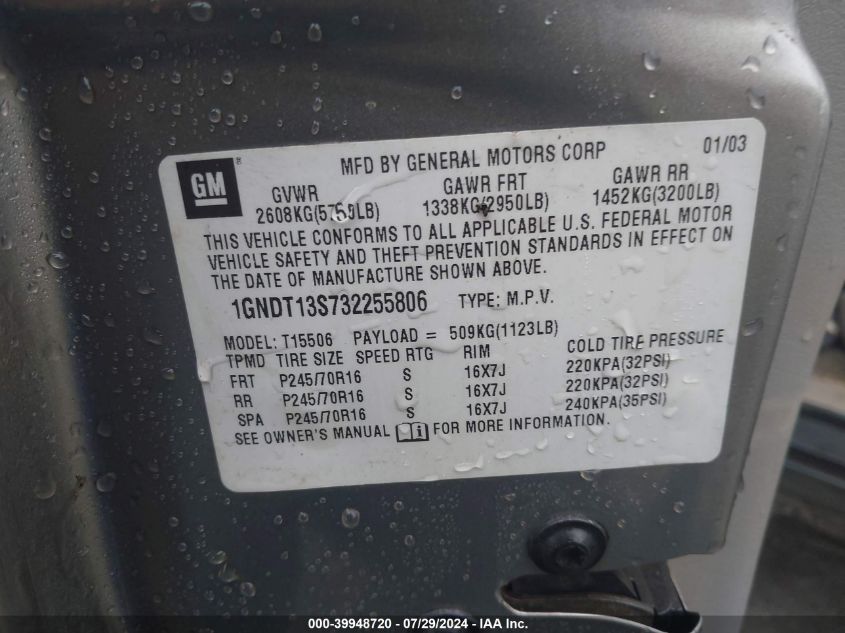 GM ®
MFD BY GENERAL MOTORS CORP 01/03
GVWR GAWR FRT GAWR RR
2608KG(5750LB) 1338KG(2950LB) 1452KG(3200LB)
THIS VEHICLE CONFORMS TO ALL APPLICABLE U.S. FEDERAL MOTOR
VEHICLE SAFETY AND THEFT PREVENTION STANDARDS IN EFFECT ON
THE DATE OF MANUFACTURE SHOWN ABOVE.
1GNDT13S732255806 TYPE: M.P.V.
MODEL: T15506 PAYLOAD = 509KG(1123LB)
TPMD TIRE SIZE SPEED RTG RIM COLD TIRE PRESSURE
FRT P245/70R16 S 16X7J 220KPA(32PSI)
RR P245/70R16 S 16X7J 220KPA(32PSI)
SPA P245/70R16 S 16X7J 240KPA(35PSI)
SEE OWNER'S MANUAL FOR MORE INFORMATION.
000-39948720 - 07/29/2024 - IAA Inc.